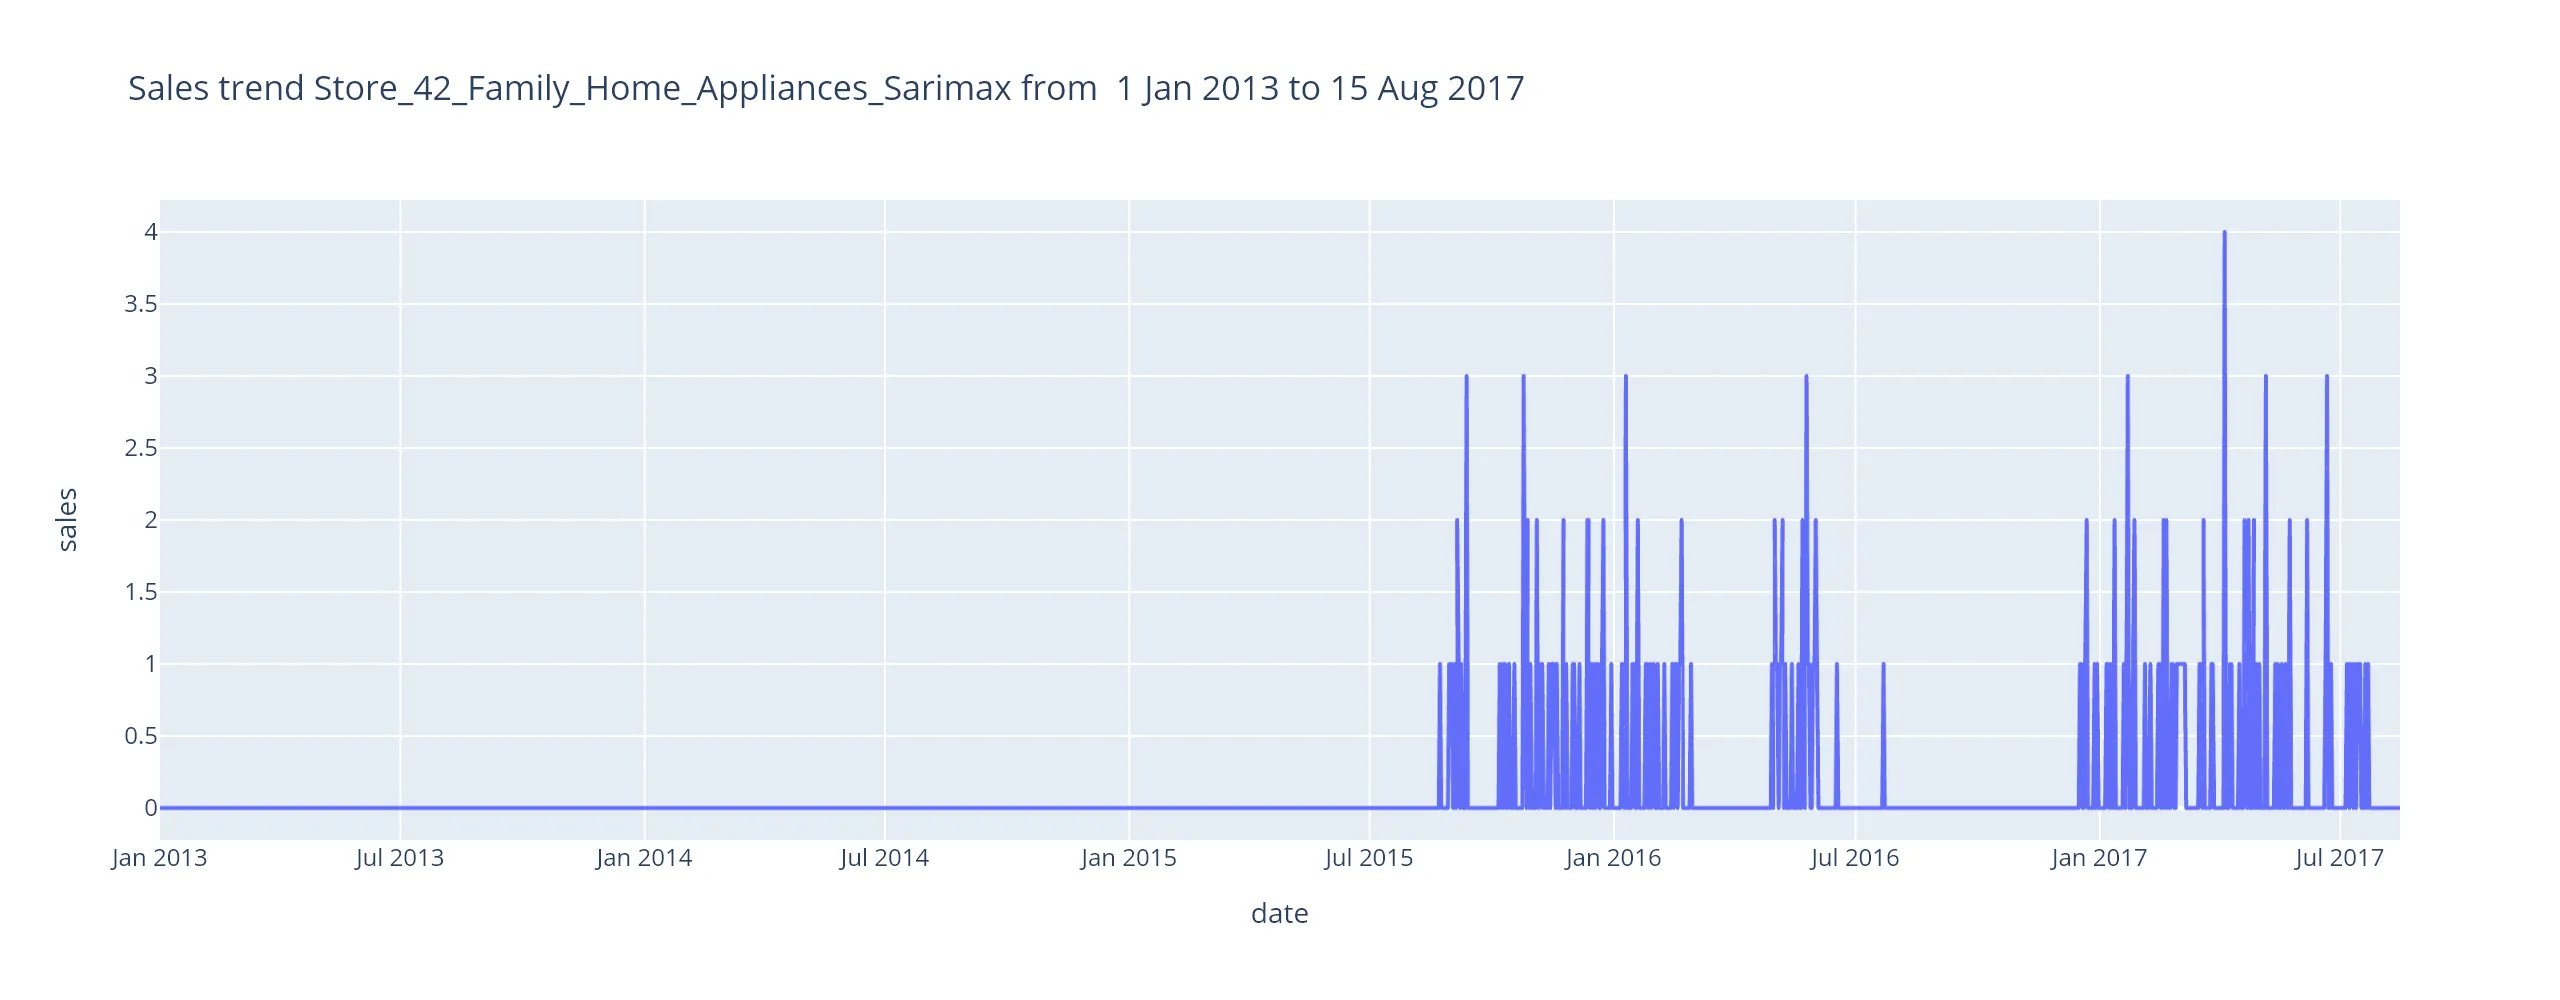 Sales trend Store_42_Family_Home_Appliances_Sarimax from  1 Jan 2013 to 15 Aug 2017
4
3.5
3
2.5
2
1.5
1
0.5
0
sales
Jan 2013 Jul 2013 Jan 2014 Jul 2014 Jan 2015 Jul 2015 Jan 2016 Jul 2016 Jan 2017 Jul 2017
date